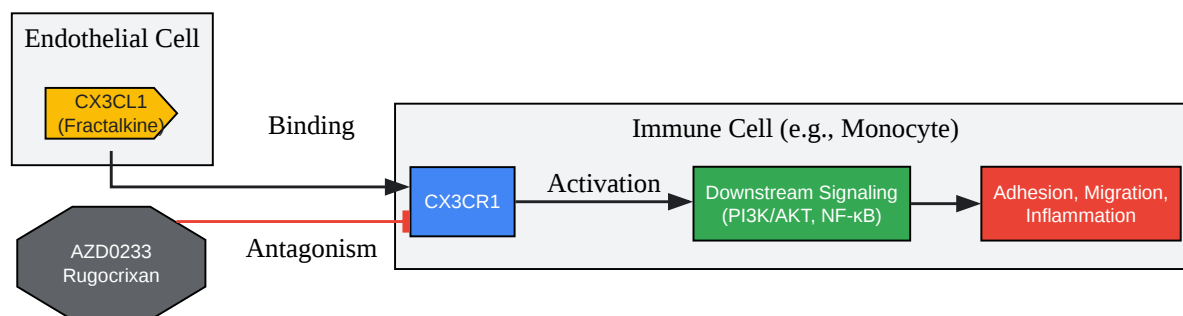 Endothelial Cell
CX3CL1
(Fractalkine)
Binding
Immune Cell (e.g., Monocyte)
CX3CR1
Activation
Downstream Signaling
(PI3K/AKT, NF-κB)
Adhesion, Migration,
Inflammation
Antagonism
AZD0233
Rugocrixan